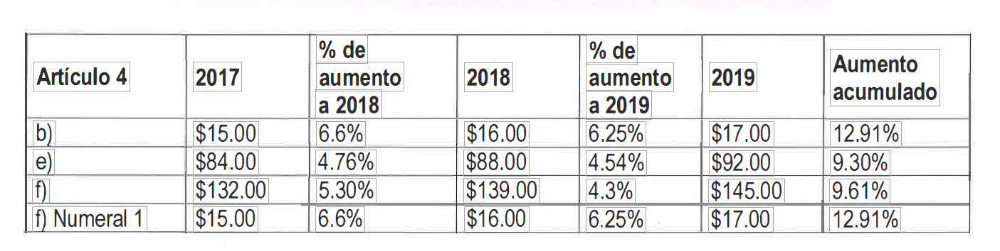 Artículo 4 2017 % de aumento a 2018 2018 % de aumento a 2019 2019 Aumento acumulado
b) $15.00 6.6% $16.00 6.25% $17.00 12.91%
e) $84.00 4.76% $88.00 4.54% $92.00 9.30%
f) $132.00 5.30% $139.00 4.3% $145.00 9.61%
f) Numeral 1 $15.00 6.6% $16.00 6.25% $17.00 12.91%